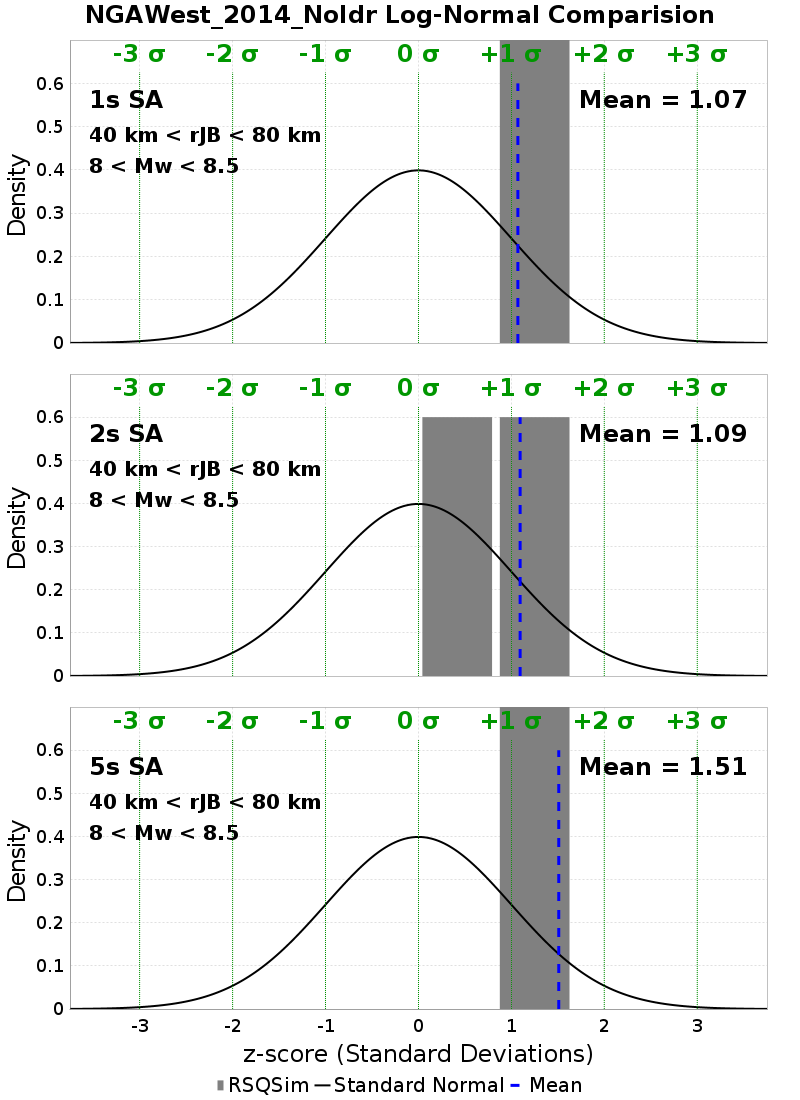 NGAWest_2014_NoIdr Log-Normal Comparision
-3 σ -2 σ -1 σ 0 σ +1 σ +2 σ +3 σ
1s SA
Mean = 1.07
40 km < rJB < 80 km
8 < Mw < 8.5
0.6
0.5
0.4
0.3
0.2
0.1
0
Density
-3 σ -2 σ -1 σ 0 σ +1 σ +2 σ +3 σ
2s SA
Mean = 1.09
40 km < rJB < 80 km
8 < Mw < 8.5
0.6
0.5
0.4
0.3
0.2
0.1
0
Density
-3 σ -2 σ -1 σ 0 σ +1 σ +2 σ +3 σ
5s SA
Mean = 1.51
40 km < rJB < 80 km
8 < Mw < 8.5
0.6
0.5
0.4
0.3
0.2
0.1
0
Density
-3 -2 -1 0 1 2 3
z-score (Standard Deviations)
RSQSim Standard Normal Mean